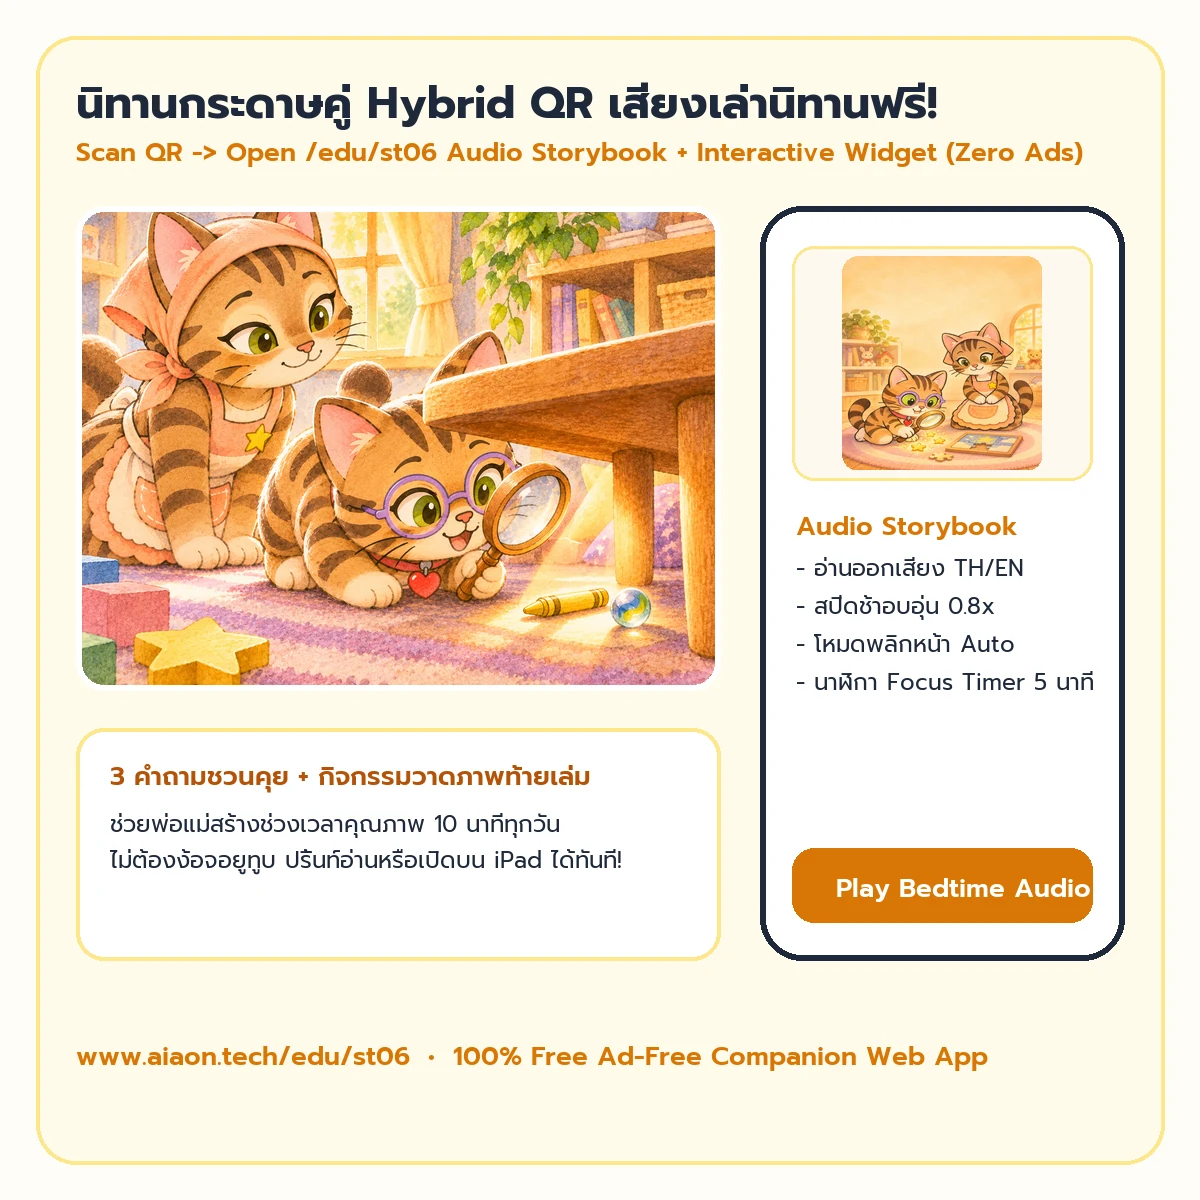 นิทานกระดาษคู่ Hybrid QR เสียงเล่านิทานฟรี!
Scan QR -> Open /edu/st06 Audio Storybook + Interactive Widget (Zero Ads)
Audio Storybook
- อ่านออกเสียง TH/EN
- สปีดช้าอบอุ่น 0.8x
- โหมดพลิกหน้า Auto
- นาฬิกา Focus Timer 5 นาที
Play Bedtime Audio
3 คำถามชวนคุย + กิจกรรมวาดภาพท้ายเล่ม
ช่วยพ่อแม่สร้างช่วงเวลาคุณภาพ 10 นาทีทุกวัน
ไม่ต้องง้อจอยูทูบ ปริ้นท์อ่านหรือเปิดบน iPad ได้ทันที!
www.aiaon.tech/edu/st06 • 100% Free Ad-Free Companion Web App